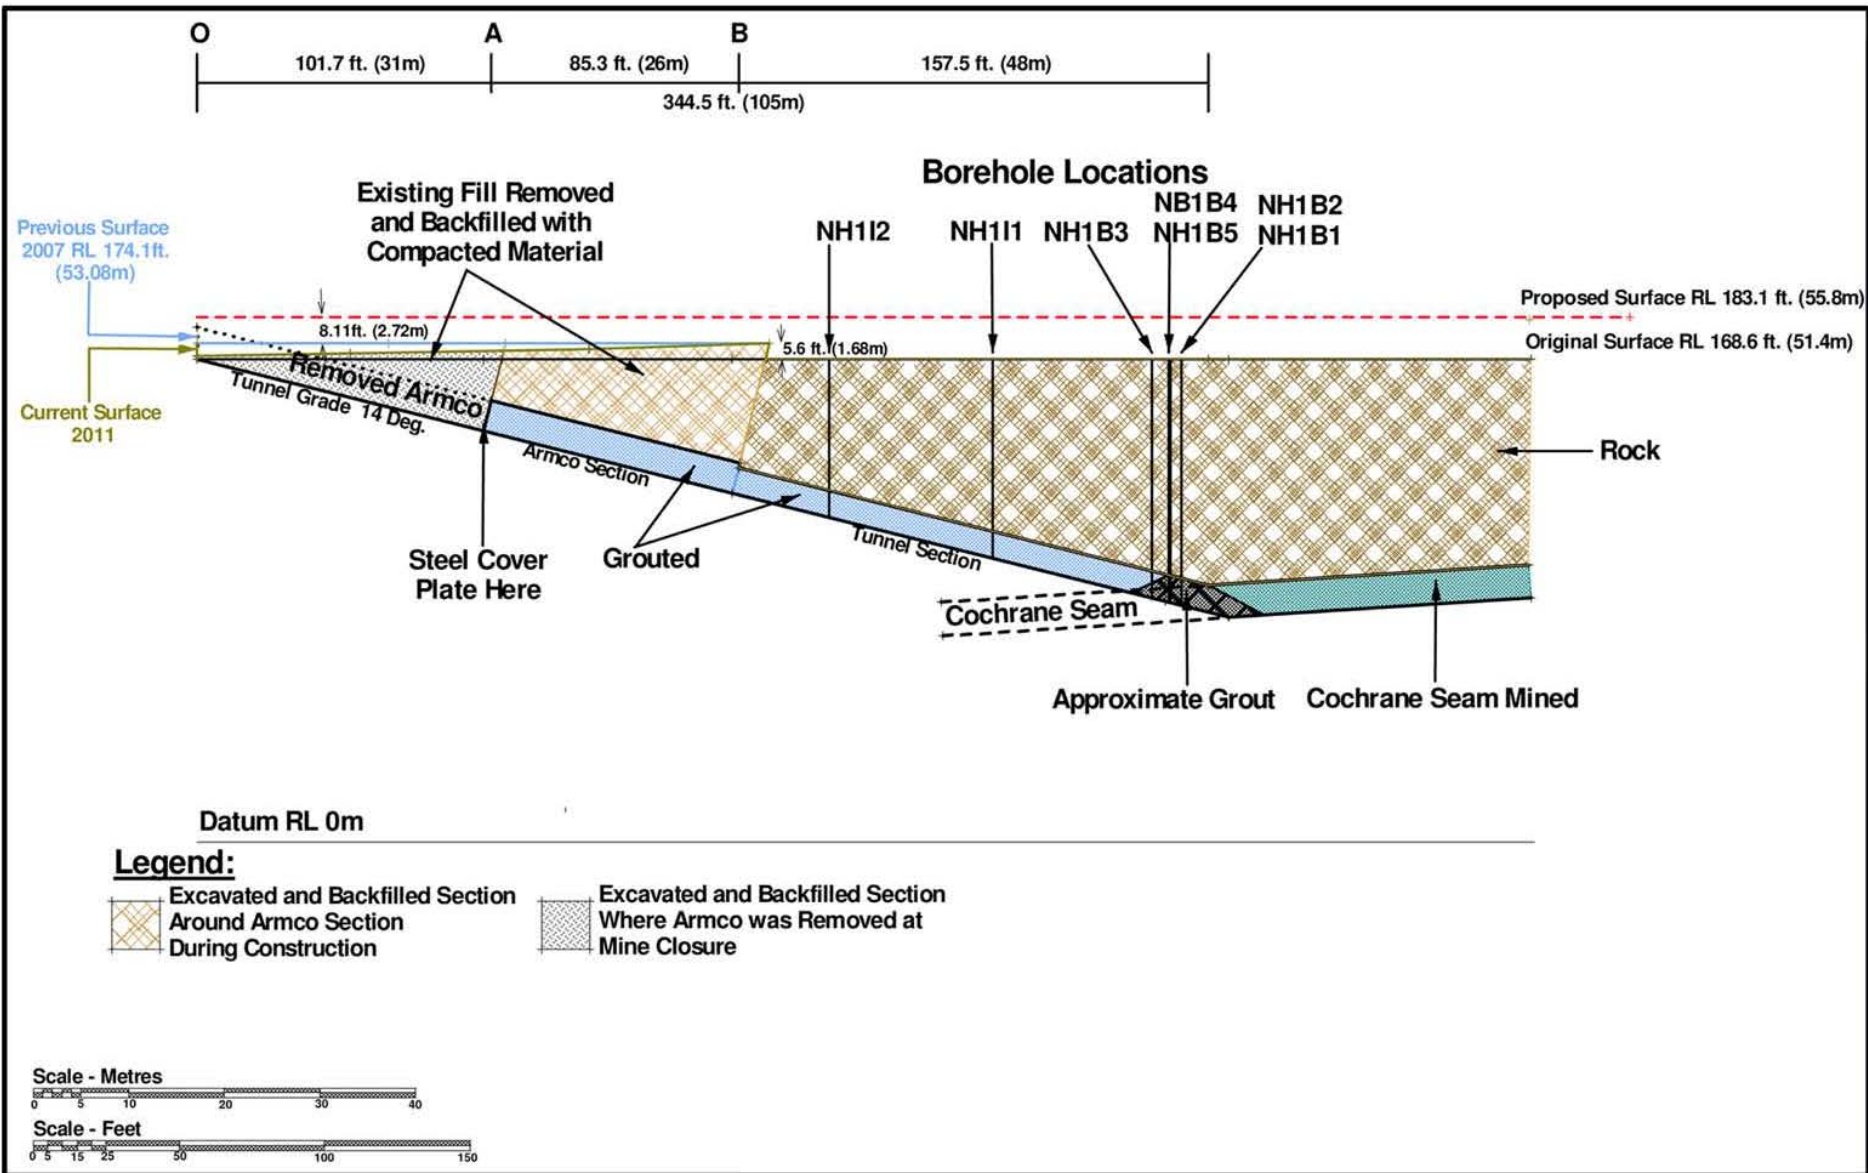 O
A
B
101.7 ft. (31m)
85.3 ft. (26m)
157.5 ft. (48m)
344.5 ft. (105m)
Borehole Locations
NH1I2
NH1I1
NH1B3
NB1B4
NH1B5
NH1B2
NH1B1
Existing Fill Removed
and Backfilled with
Compacted Material
Previous Surface
2007 RL 174.1ft.
(53.08m)
Proposed Surface RL 183.1 ft. (55.8m)
8.11ft. (2.72m)
5.6 ft. (1.68m)
Original Surface RL 168.6 ft. (51.4m)
Current Surface
2011
Removed Armco
Tunnel Grade 14 Deg.
Armco Section
Rock
Steel Cover
Plate Here
Grouted
Tunnel Section
Cochrane Seam
Approximate Grout
Cochrane Seam Mined
Datum RL 0m
Legend:
Excavated and Backfilled Section
Around Armco Section
During Construction
Excavated and Backfilled Section
Where Armco was Removed at
Mine Closure
Scale - Metres
0 5 10 20 30 40
Scale - Feet
0 5 15 25 50 100 150